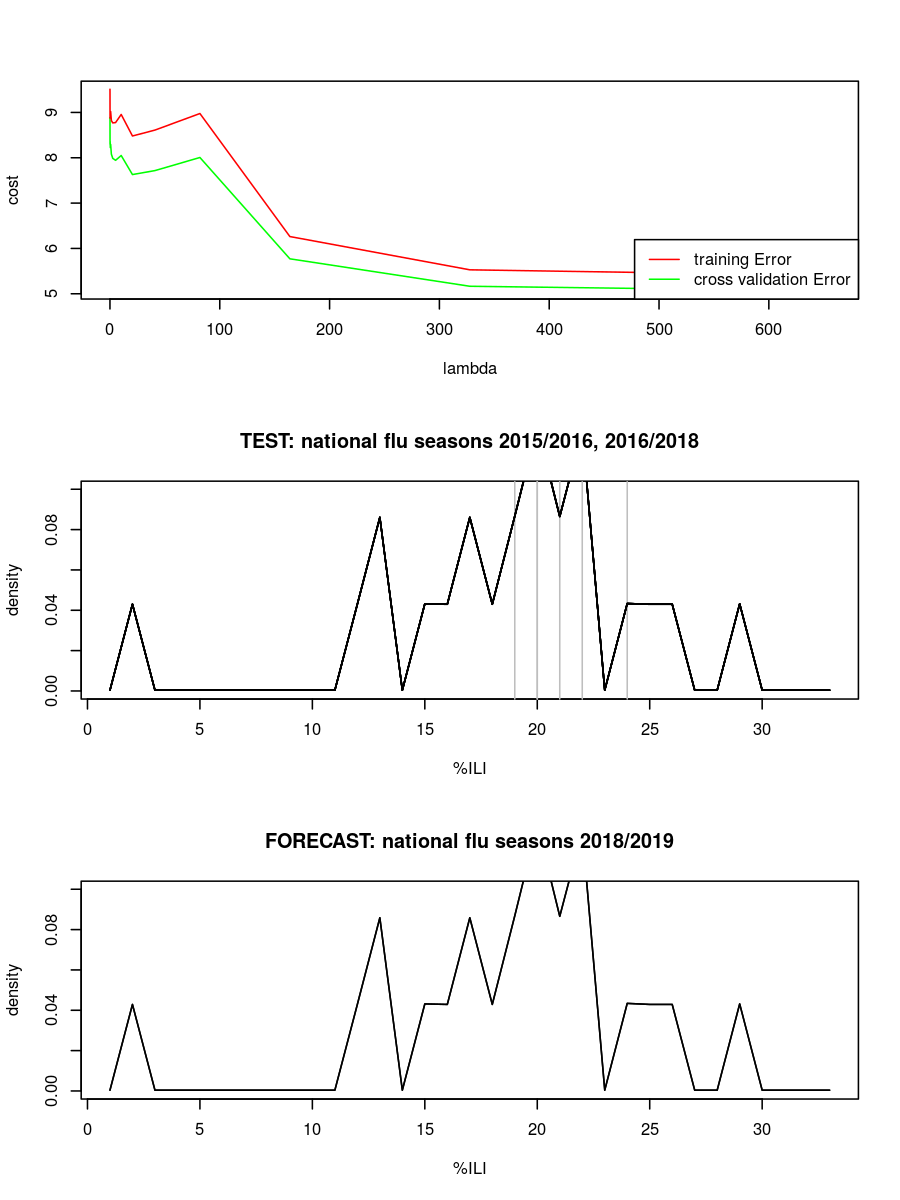 cost
9
8
7
6
5
training Error
cross validation Error
0 100 200 300 400 500 600
lambda
TEST: national flu seasons 2015/2016, 2016/2018
density
0.08
0.04
0.00
0 5 10 15 20 25 30
%ILI
FORECAST: national flu seasons 2018/2019
density
0.08
0.04
0.00
0 5 10 15 20 25 30
%ILI